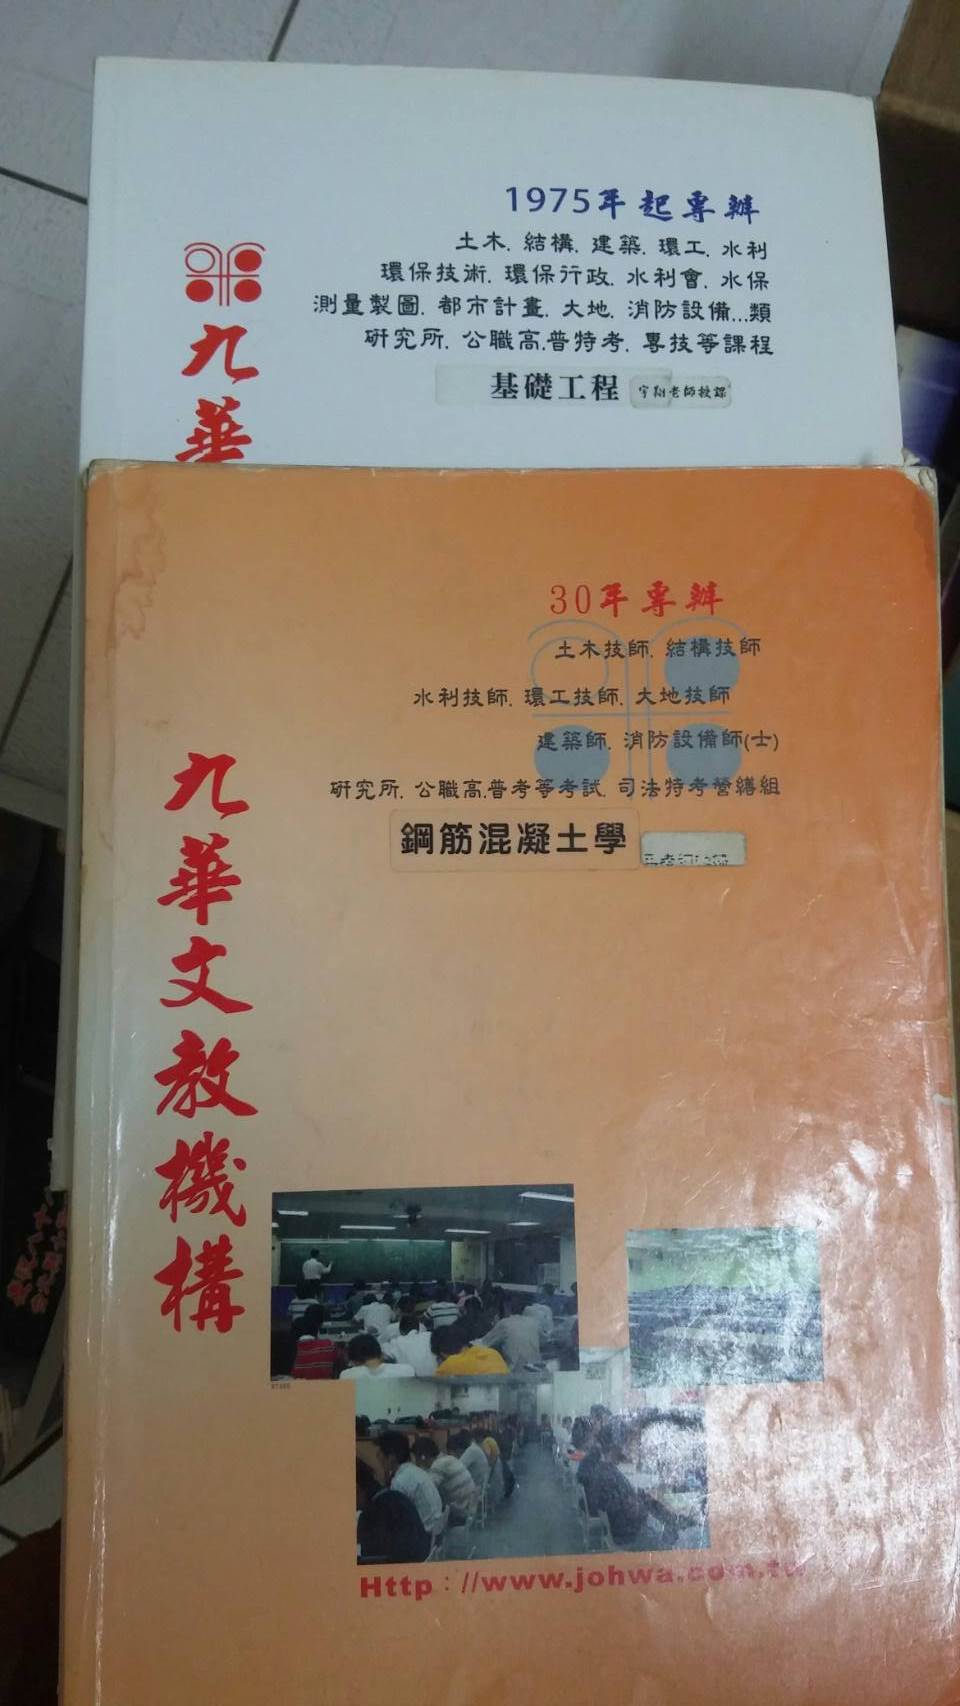 1975年起專辦
土木. 結構. 建築. 環工. 水利
環保技術. 環保行政. 水利會. 水保
測量製圖. 都市計畫. 大地. 消防設備...類
研究所. 公職高.普特考. 專技等課程
基礎工程 宇翔老師授課
九華
30年專辦
土木技師. 結構技師
水利技師. 環工技師. 大地技師
建築師. 消防設備師(士)
研究所. 公職高.普考等考試. 司法特考營繕組
鋼筋混凝土學
九華文教機構
Http://www.johwa.com.tw